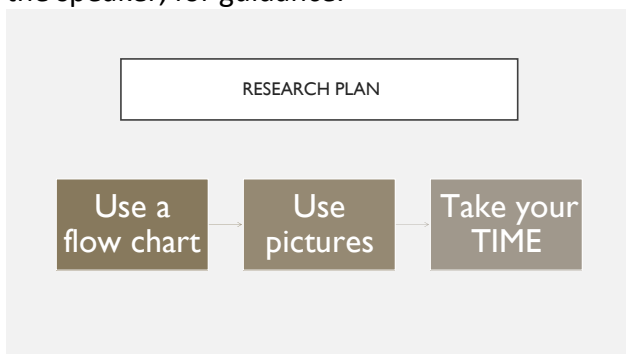 the speaker, for guidance.
RESEARCH PLAN
Use a
flow chart
Use
pictures
Take your
TIME